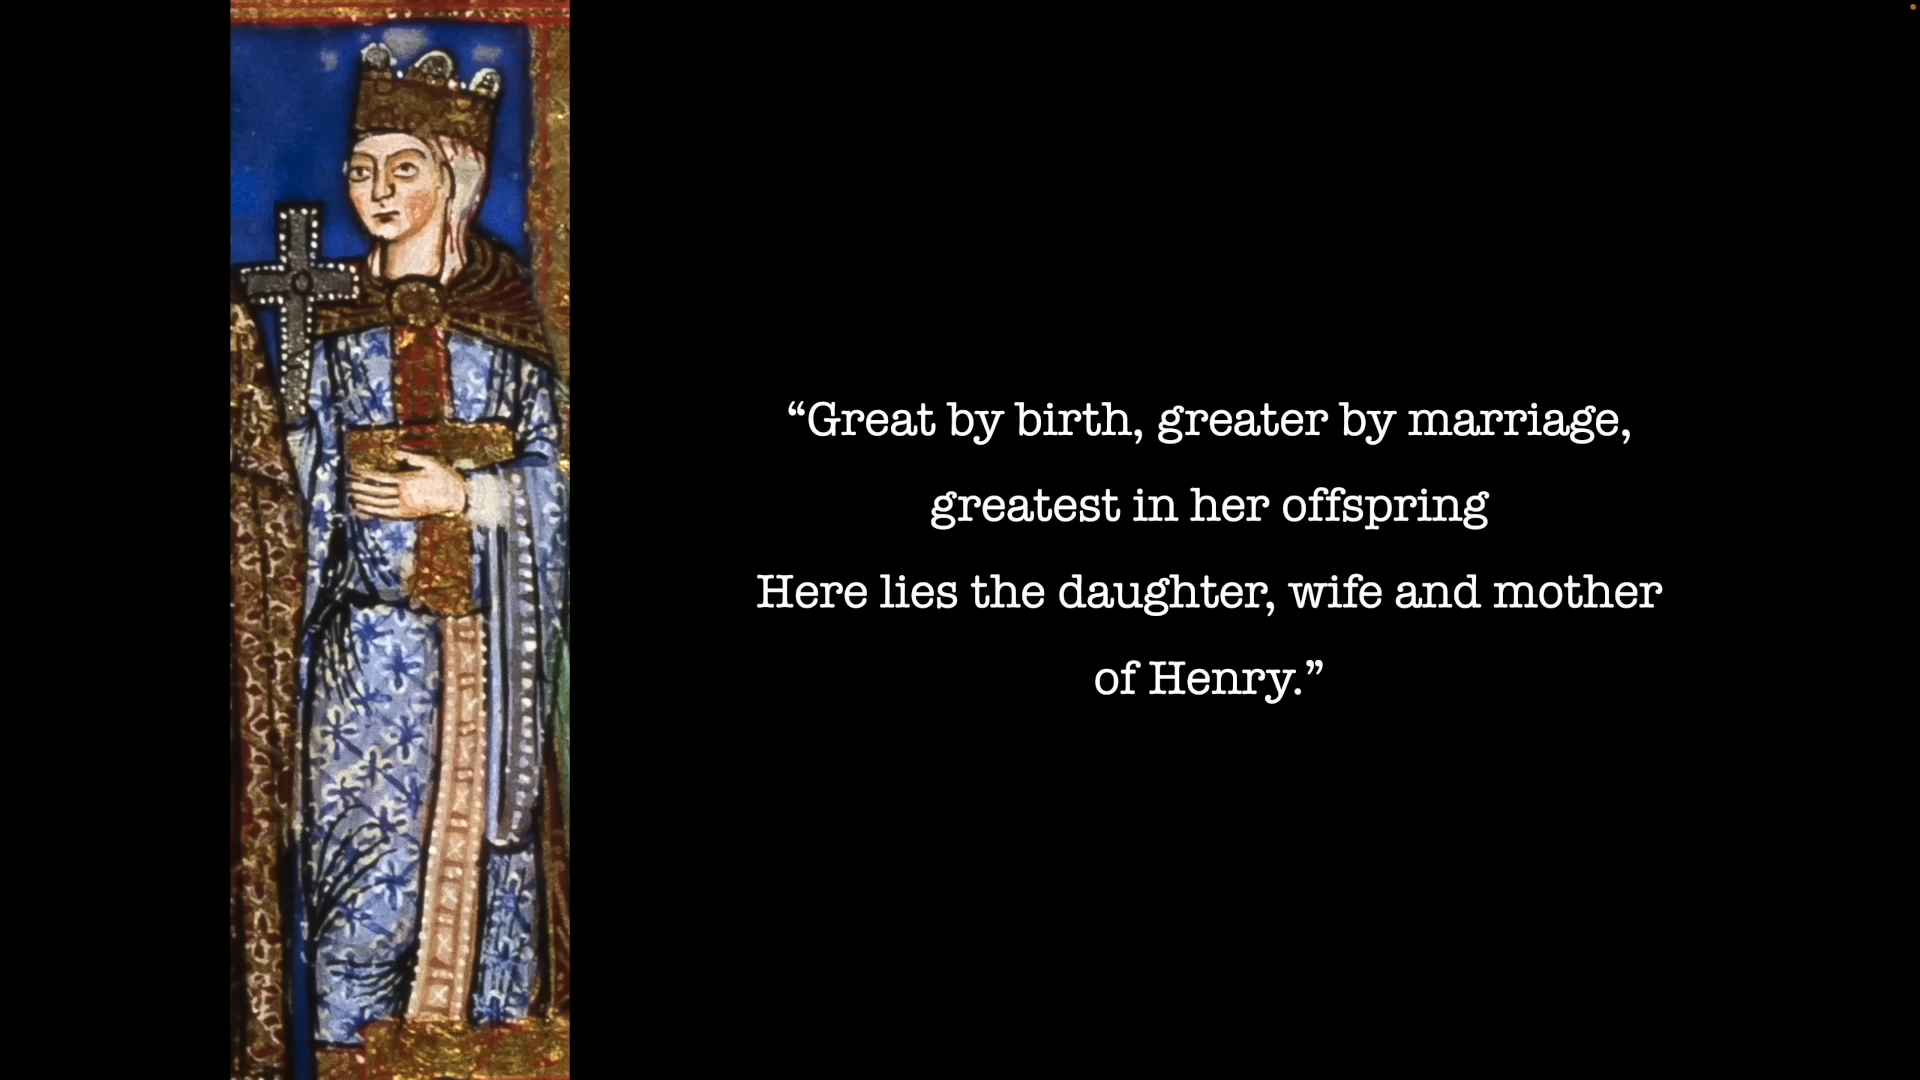 “Great by birth, greater by marriage,
greatest in her offspring
Here lies the daughter, wife and mother
of Henry.”